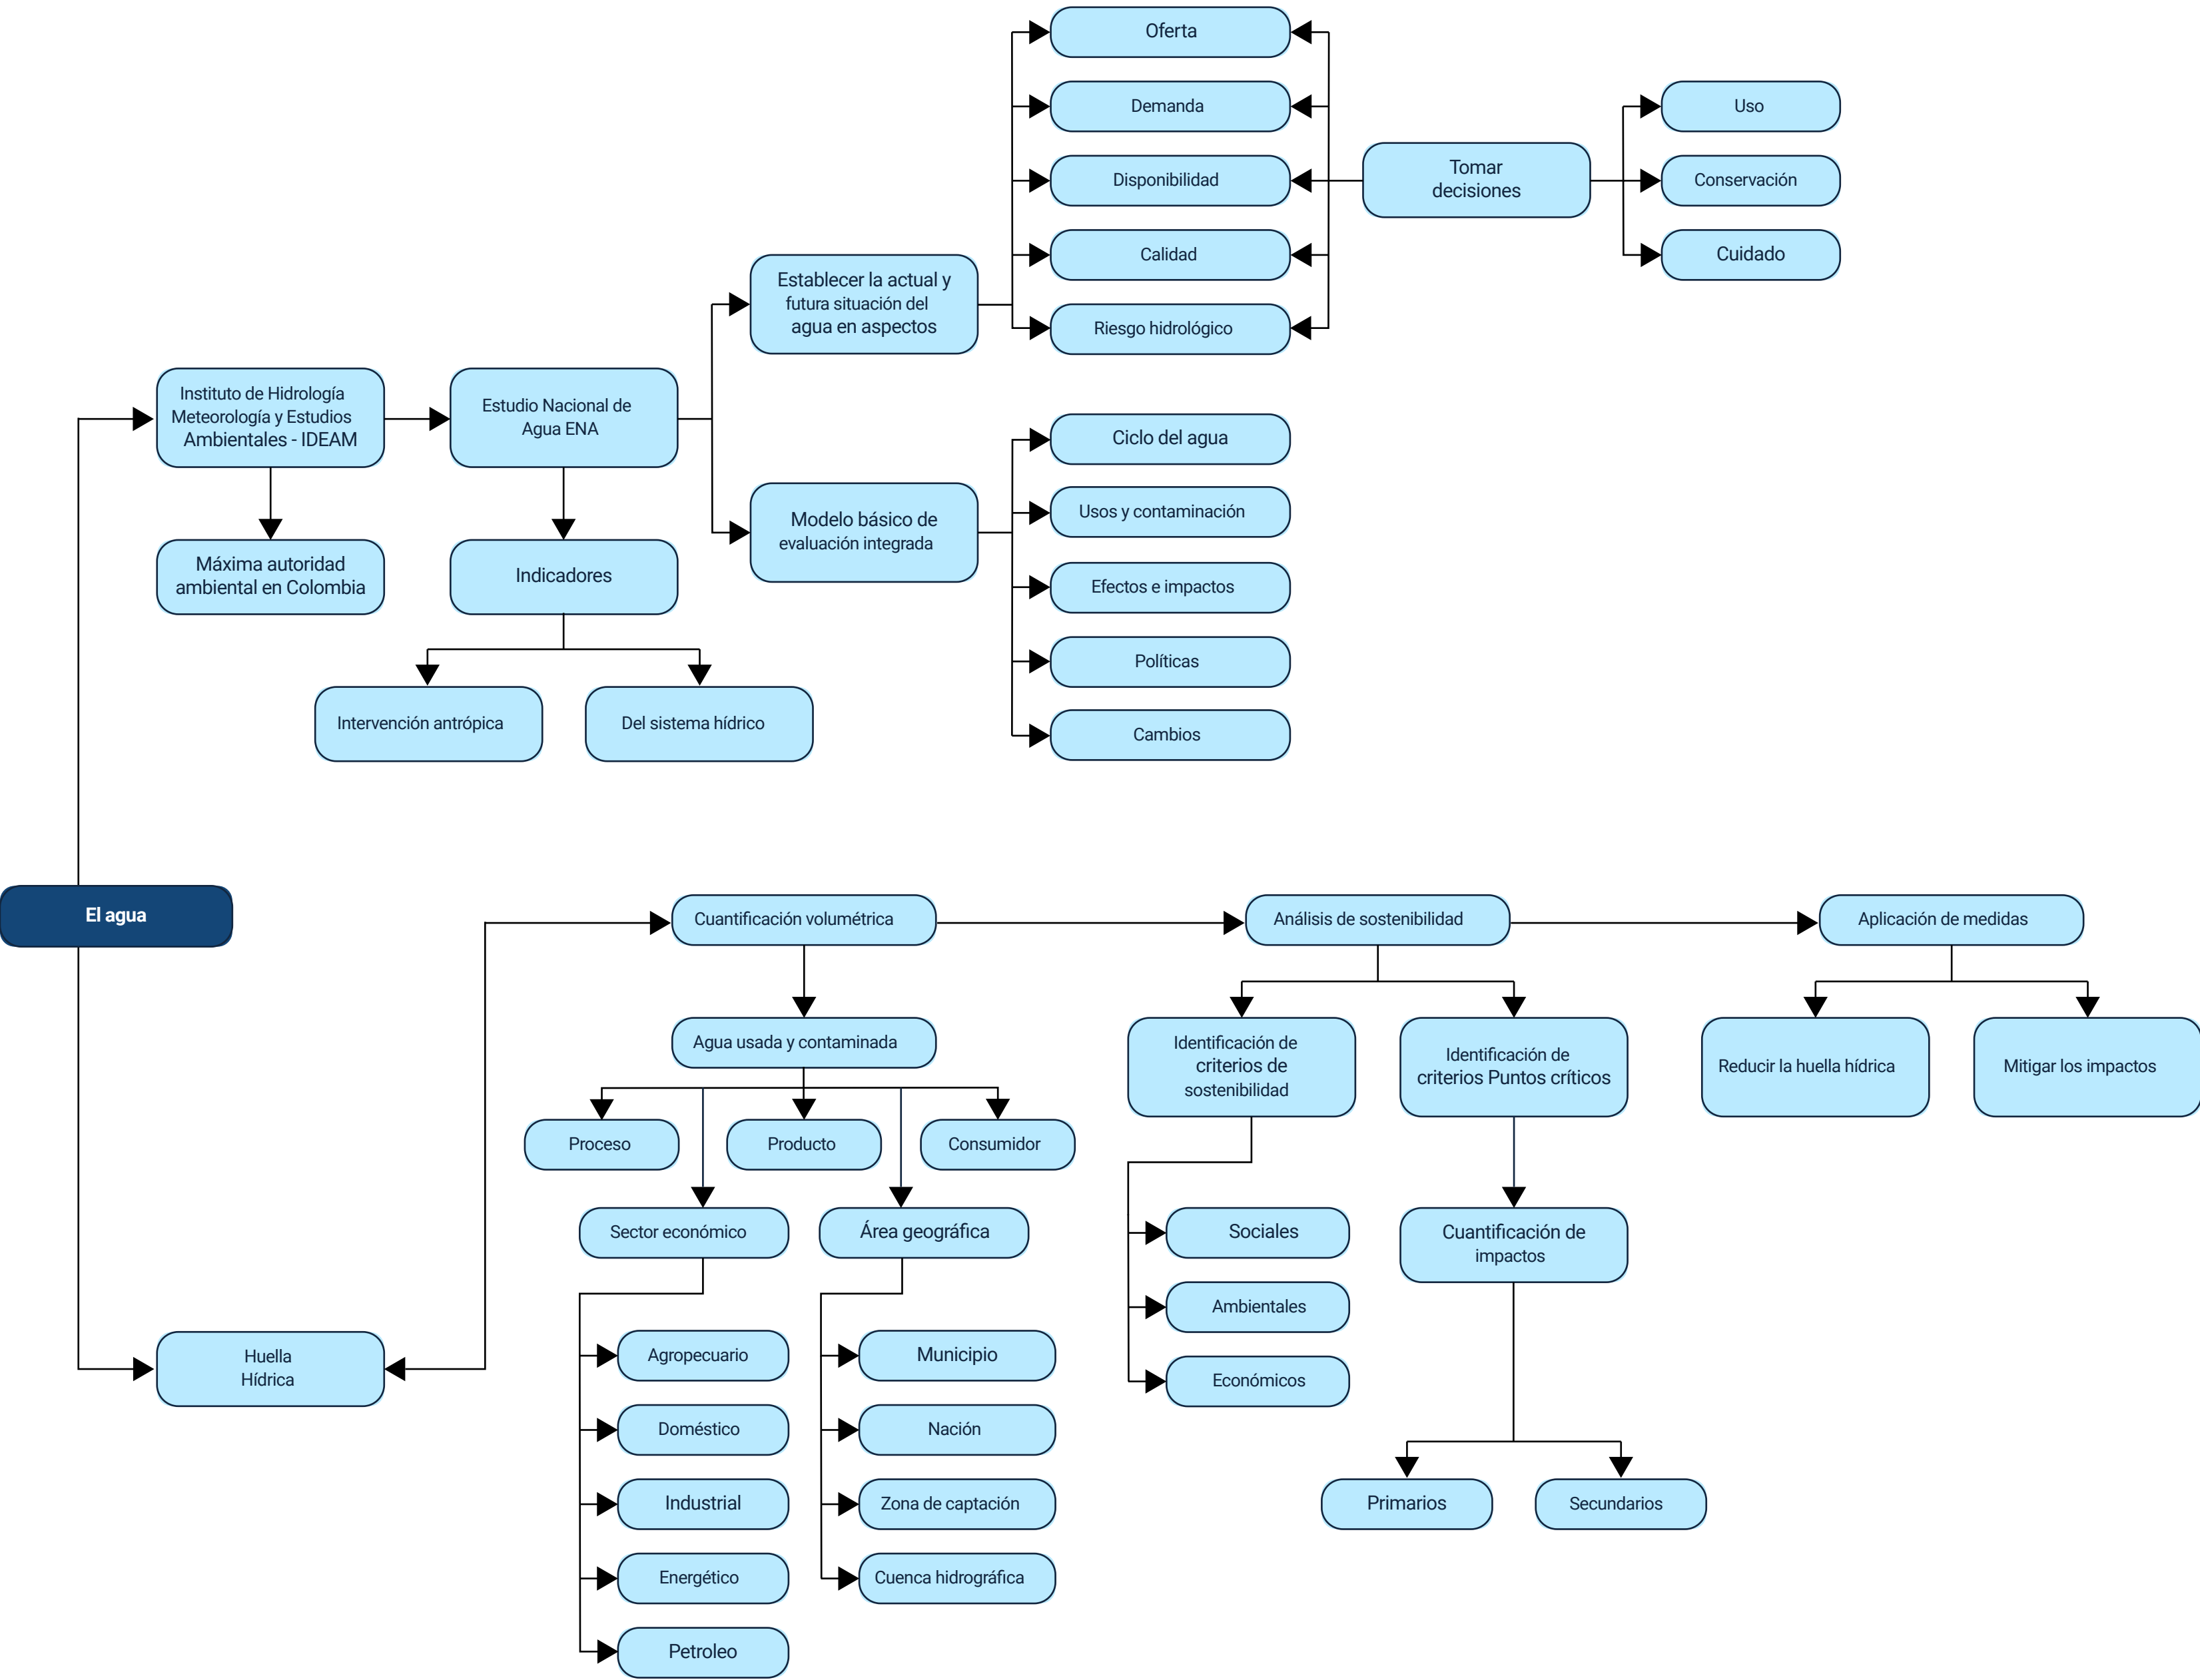 Oferta
Demanda
Uso
Tomar
decisiones
Disponibilidad
Conservación
Calidad
Cuidado
Establecer la actual y
futura situación del
agua en aspectos
Riesgo hidrológico
Instituto de Hidrología
Meteorología y Estudios
Ambientales - IDEAM
Estudio Nacional de
Agua ENA
Ciclo del agua
Usos y contaminación
Modelo básico de
evaluación integrada
Máxima autoridad
ambiental en Colombia
Indicadores
Efectos e impactos
Políticas
Intervención antrópica
Del sistema hídrico
Cambios
El agua
Cuantificación volumétrica
Análisis de sostenibilidad
Aplicación de medidas
Agua usada y contaminada
Identificación de
criterios de
sostenibilidad
Identificación de
criterios Puntos críticos
Reducir la huella hídrica
Mitigar los impactos
Proceso
Producto
Consumidor
Sector económico
Área geográfica
Sociales
Cuantificación de
impactos
Ambientales
Huella
Hídrica
Agropecuario
Municipio
Económicos
Doméstico
Nación
Industrial
Zona de captación
Primarios
Secundarios
Energético
Cuenca hidrográfica
Petroleo